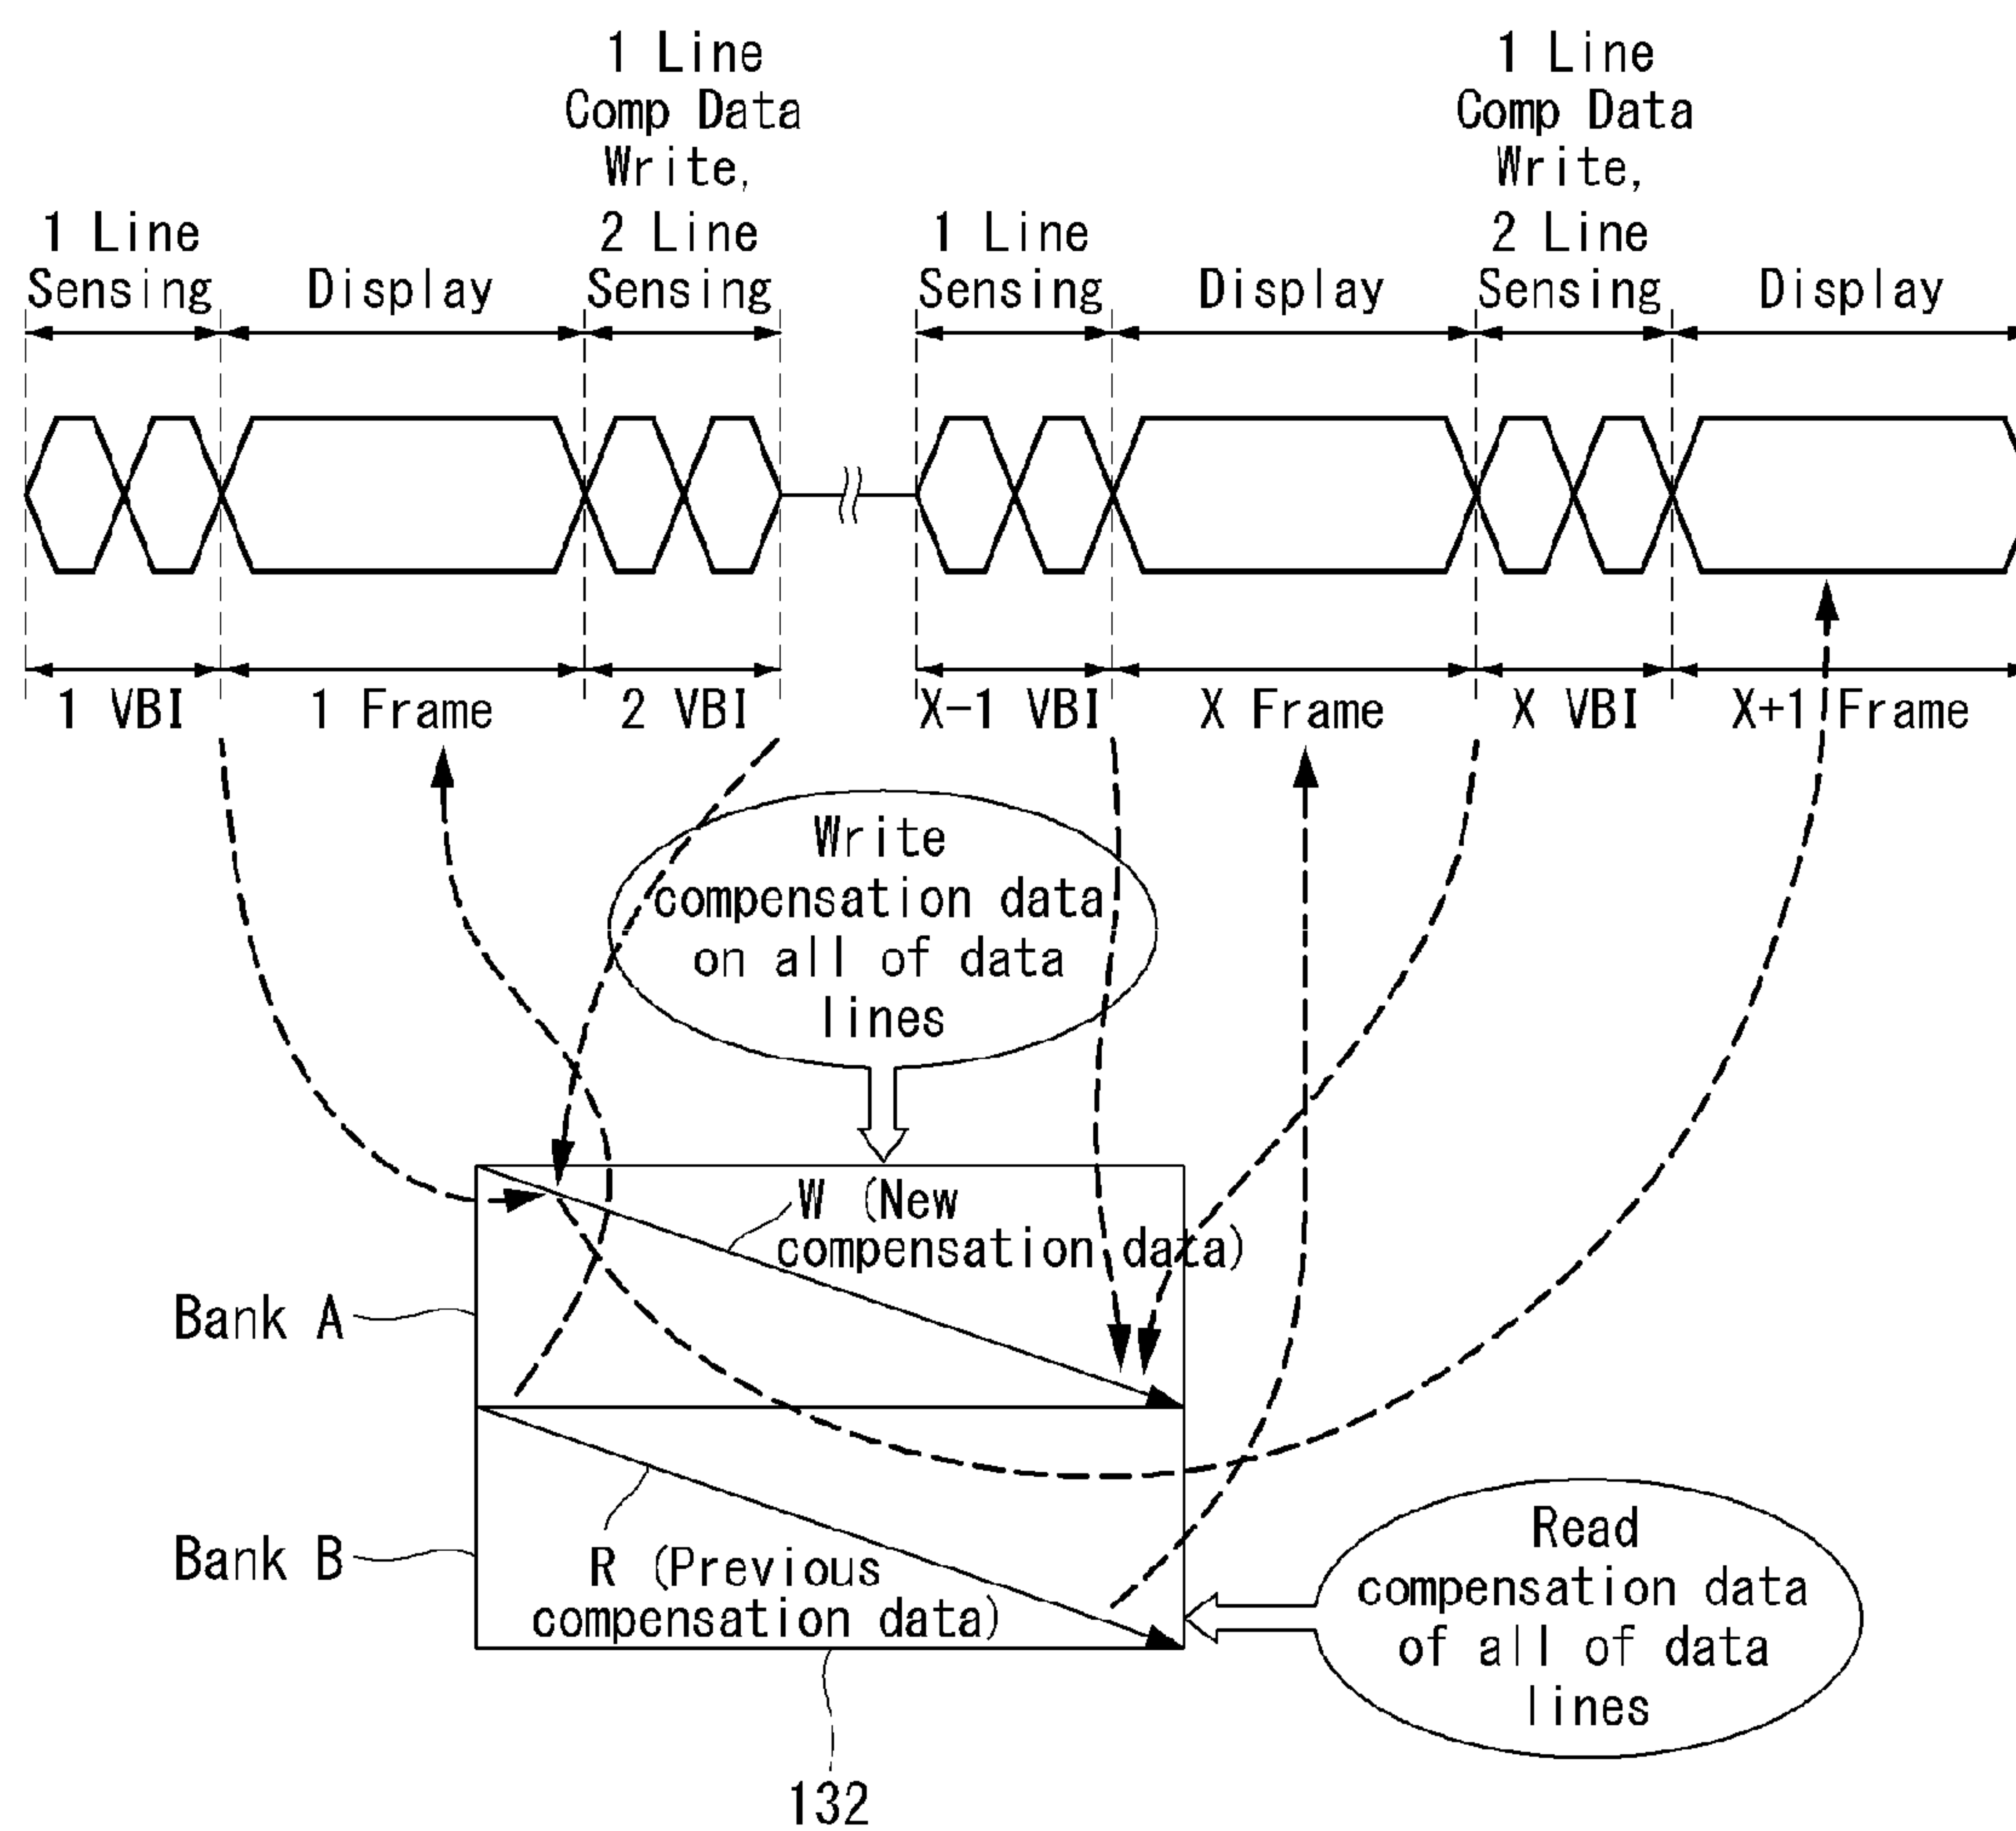 1 Line
Comp Data
Write,
2 Line
Sensing
1 Line
Comp Data
Write,
2 Line
Sensing
1 Line
Sensing
Display
1 Line
Sensing
Display
Display
1 VBI
1 Frame
2 VBI
X-1 VBI
X Frame
X VBI
X+1 Frame
Write
compensation data
on all of data
lines
W (New
compensation data)
Bank A
Bank B
R (Previous
compensation data)
Read
compensation data
of all of data
lines
132